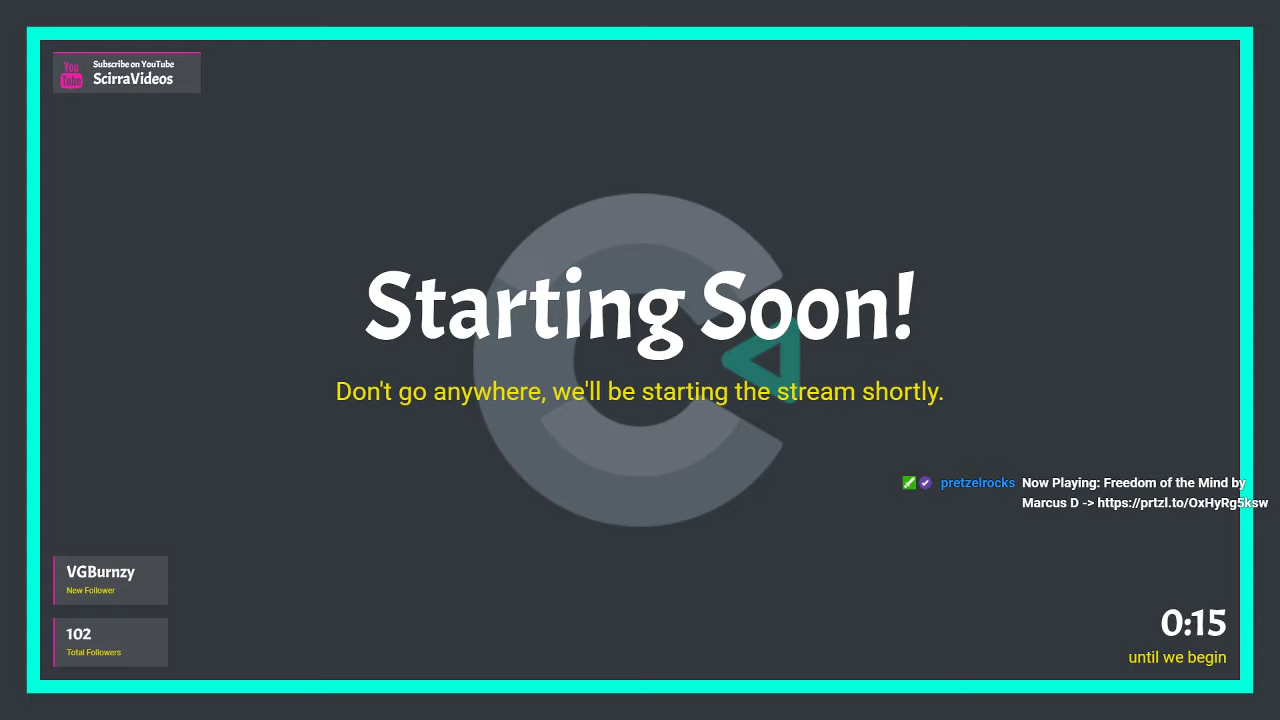 Subscribe on YouTube
You
Tube
ScirraVideos
Starting Soon!
Don't go anywhere, we'll be starting the stream shortly.
pretzelrocks Now Playing: Freedom of the Mind by
Marcus D -> https://prtzl.to/OxHyRg5ksw
VGBurnzy
New Follower
102
Total Followers
0:15
until we begin